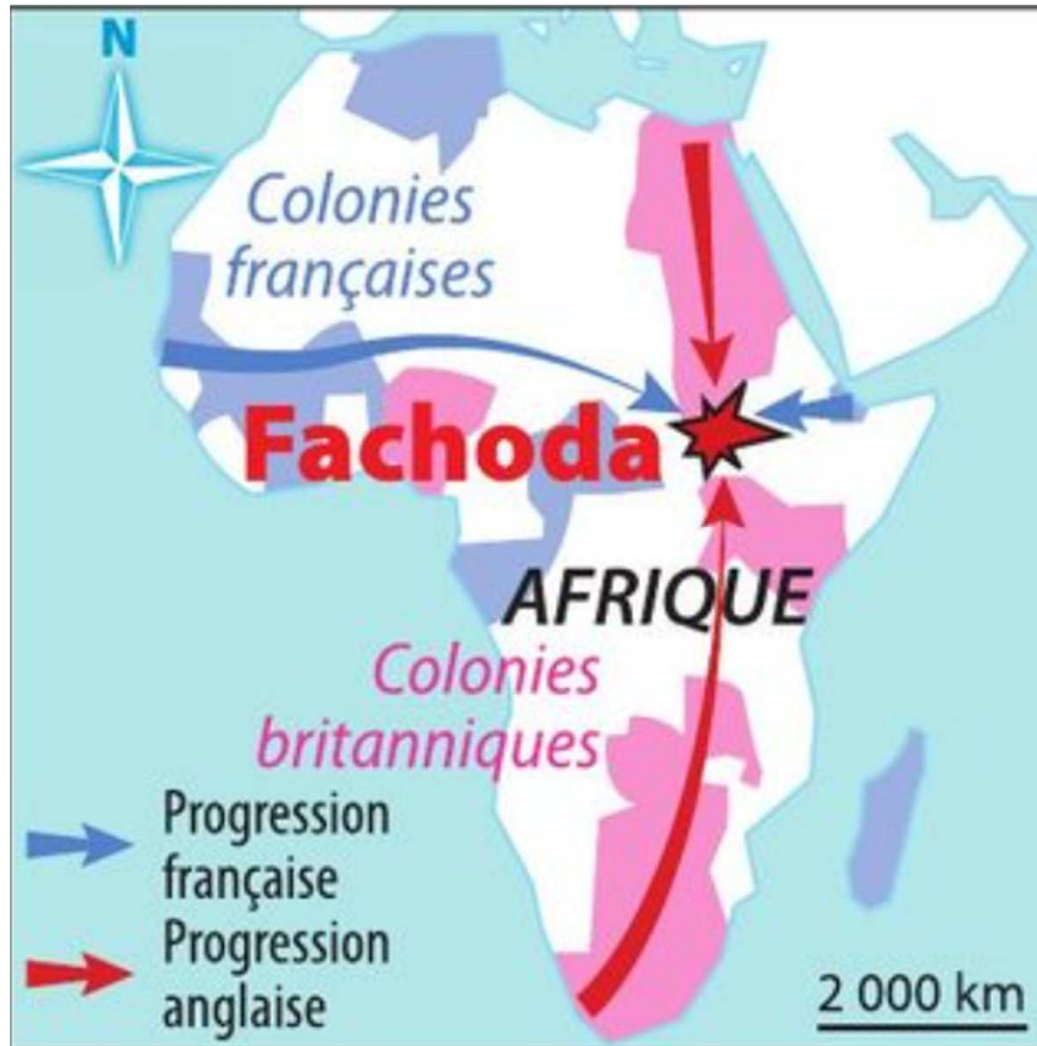 N
Colonies
françaises
Fachoda
AFRIQUE
Colonies
britanniques
Progression
française
Progression
anglaise
2 000 km